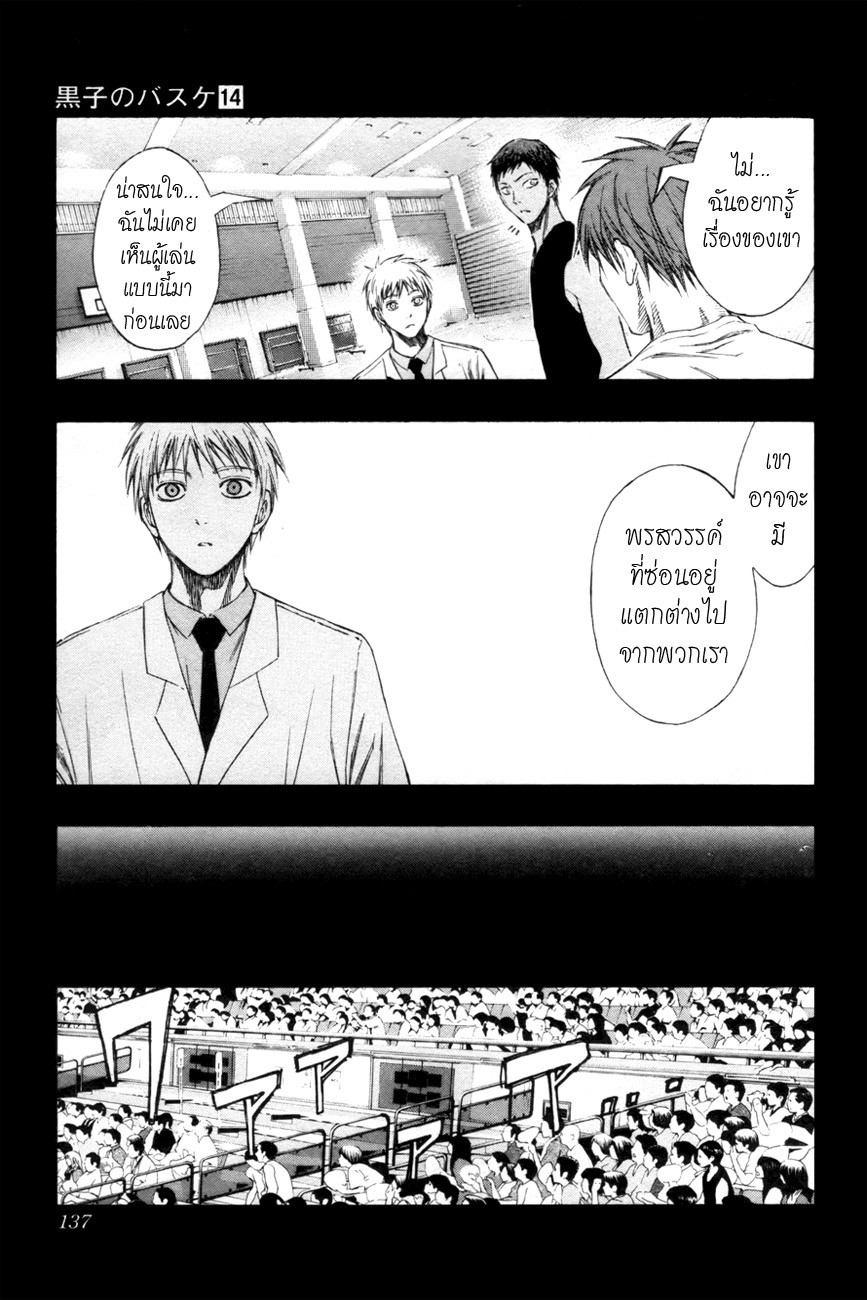 黒子のバスケ 14
ไม่...
ฉันอยากรู้
เรื่องของเขา
น่าสนใจ...
ฉันไม่เคย
เห็นผู้เล่น
แบบนี้มา
ก่อนเลย
เขา
อาจจะ
มี
พรสวรรค์
ที่ซ่อนอยู่
แตกต่างไป
จากพวกเรา
ワアアアア
137